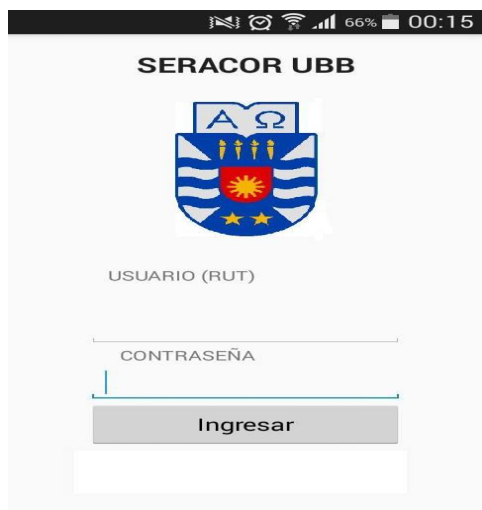 66% 00:15
SERACOR UBB
Α Ω
USUARIO (RUT)
CONTRASEÑA
Ingresar